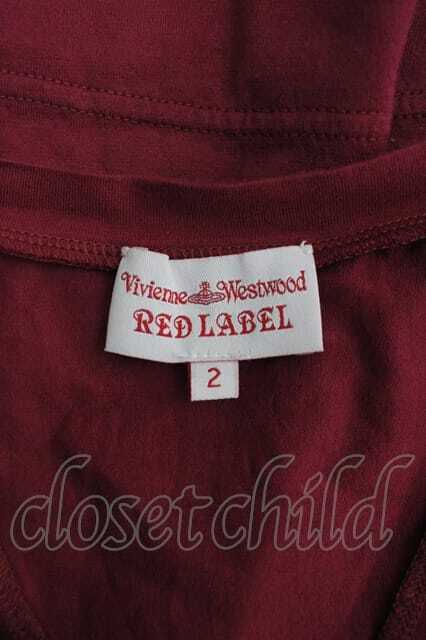 Vivienne Westwood
RED LABEL
2
closetchild